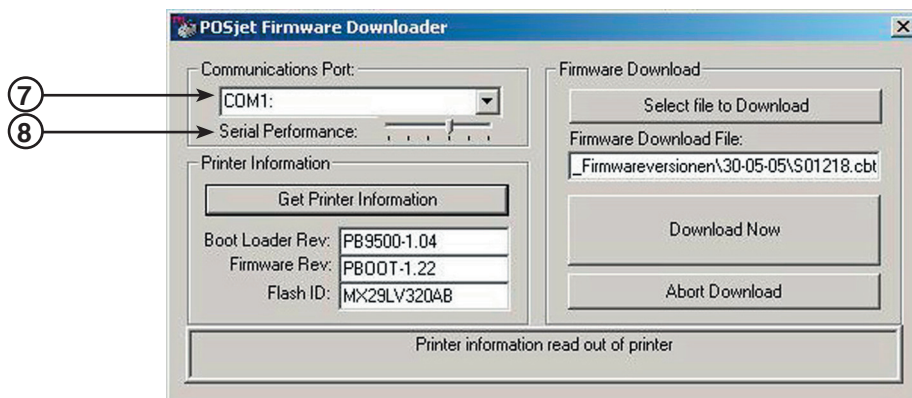 POSjet Firmware Downloader
Communications Port:
7
COM1:
8
Serial Performance:
Printer Information
Get Printer Information
Boot Loader Rev: PB9500-1.04
Firmware Rev: PBOOT-1.22
Flash ID: MX29LV320AB
Firmware Download
Select file to Download
Firmware Download File:
_Firmwareversionen\30-05-05\S01218.cbt
Download Now
Abort Download
Printer information read out of printer